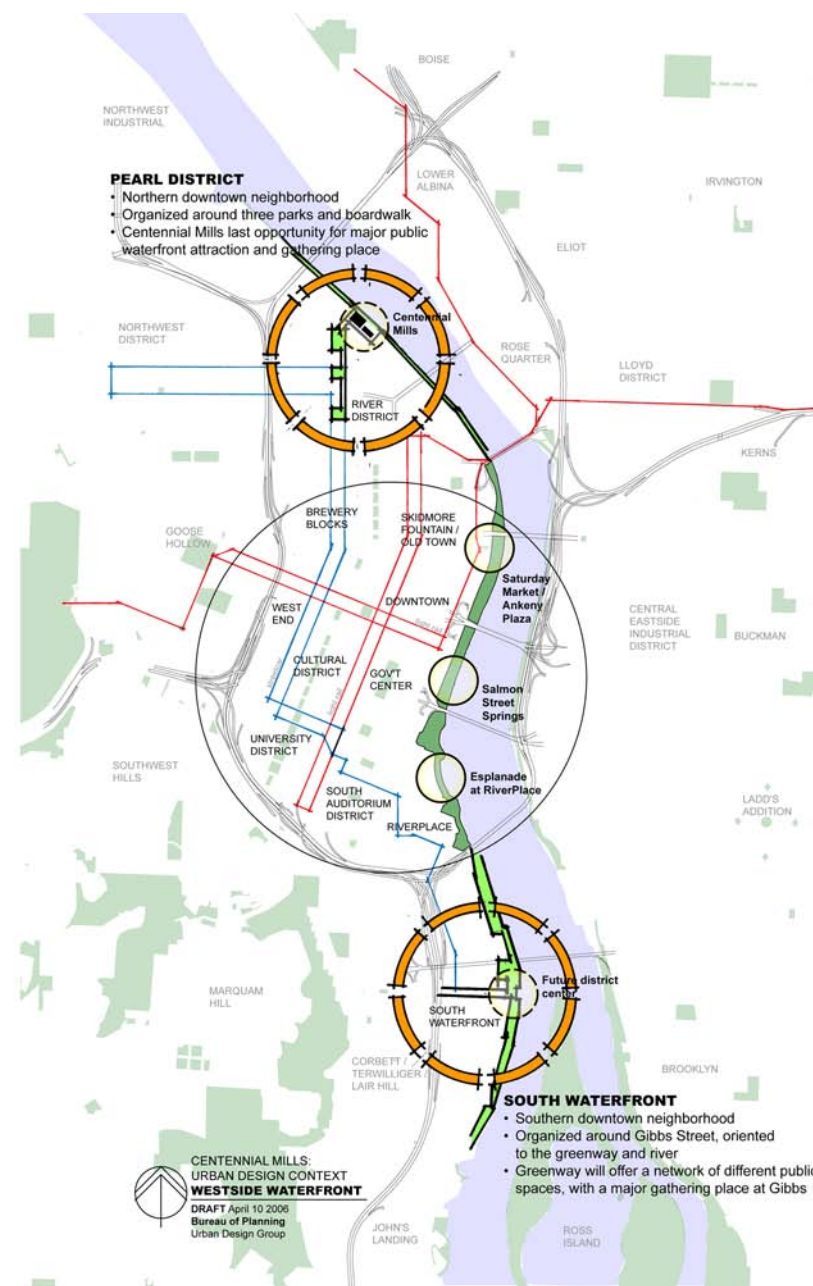 BOISE
NORTHWEST
INDUSTRIAL
LOWER
ALBINA
IRVINGTON
PEARL DISTRICT
• Northern downtown neighborhood
• Organized around three parks and boardwalk
• Centennial Mills last opportunity for major public
waterfront attraction and gathering place
ELIOT
Centennial
Mills
NORTHWEST
DISTRICT
ROSE
QUARTER
LLOYD
DISTRICT
RIVER
DISTRICT
KERNS
BREWERY
BLOCKS
SKIDMORE
FOUNTAIN /
OLD TOWN
GOOSE
HOLLOW
Saturday
Market /
Ankeny
Plaza
WEST
END
DOWNTOWN
light rail
CENTRAL
EASTSIDE
INDUSTRIAL
DISTRICT
BUCKMAN
CULTURAL
DISTRICT
GOV'T
CENTER
streetcar
light rail
Salmon
Street
Springs
UNIVERSITY
DISTRICT
SOUTHWEST
HILLS
Esplanade
at RiverPlace
SOUTH
AUDITORIUM
DISTRICT
RIVERPLACE
LADD'S
ADDITION
Future district
center
MARQUAM
HILL
SOUTH
WATERFRONT
CORBETT /
TERWILLIGER /
LAIR HILL
BROOKLYN
SOUTH WATERFRONT
• Southern downtown neighborhood
• Organized around Gibbs Street, oriented
to the greenway and river
• Greenway will offer a network of different public
spaces, with a major gathering place at Gibbs
CENTENNIAL MILLS:
URBAN DESIGN CONTEXT
WESTSIDE WATERFRONT
DRAFT April 10 2006
Bureau of Planning
Urban Design Group
JOHN'S
LANDING
ROSS
ISLAND